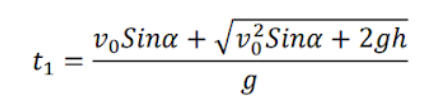 t₁ = (v₀Sinα + √(v₀²Sinα + 2gh)) / g